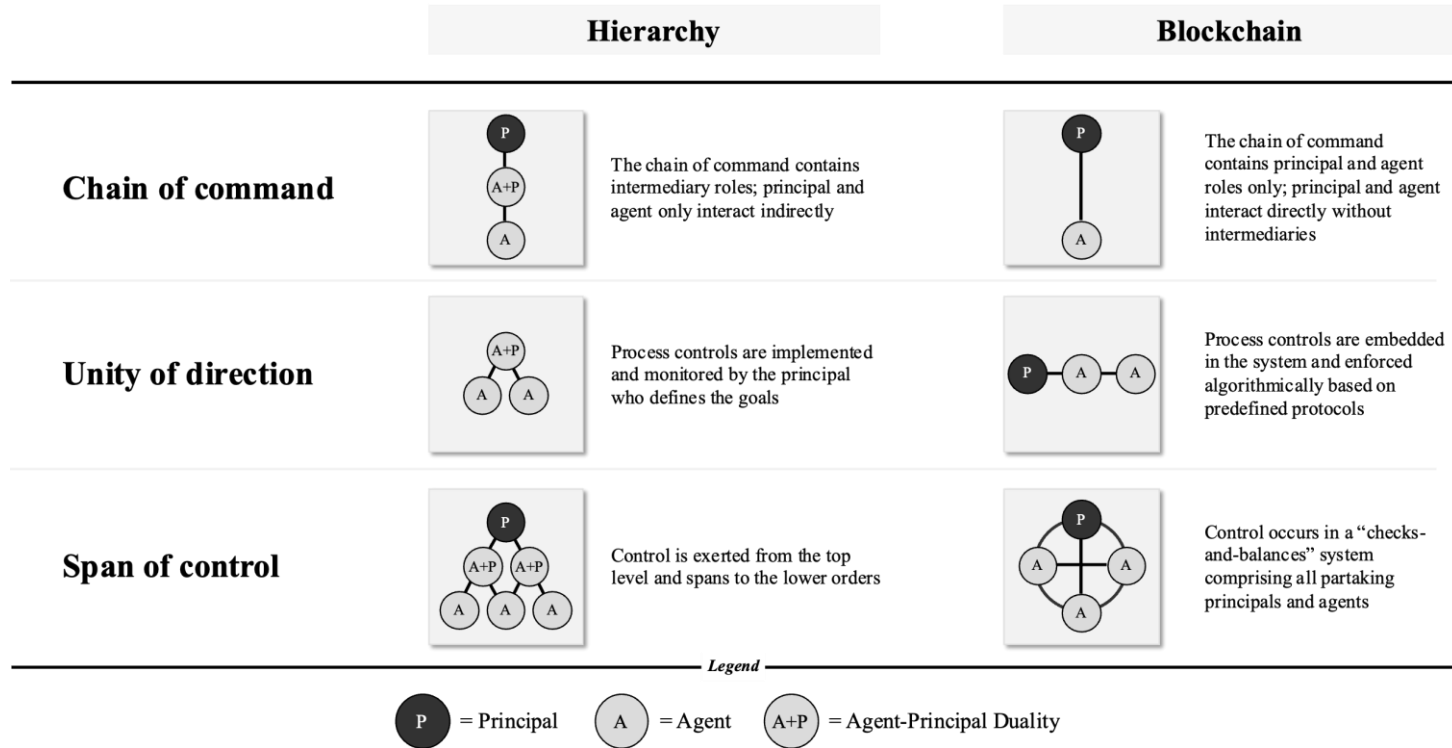 Hierarchy
Blockchain
Chain of command
P
A+P
A
The chain of command contains
intermediary roles; principal and
agent only interact indirectly
P
A
The chain of command
contains principal and agent
roles only; principal and agent
interact directly without
intermediaries
Unity of direction
A+P
A A
Process controls are implemented
and monitored by the principal
who defines the goals
P A A
Process controls are embedded
in the system and enforced
algorithmically based on
predefined protocols
Span of control
P
A+P A+P
A A A
Control is exerted from the top
level and spans to the lower orders
P
A A
A
Control occurs in a “checks-
and-balances” system
comprising all partaking
principals and agents
Legend
P = Principal A = Agent A+P = Agent-Principal Duality